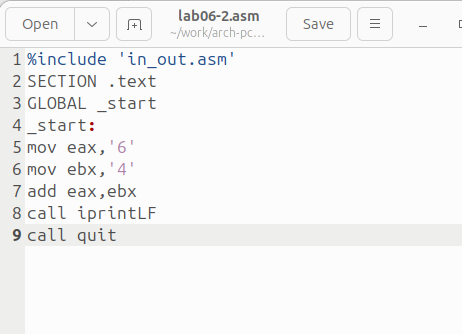 Open
lab06-2.asm
~/work/arch-pc…
Save
1 %include 'in_out.asm'
2 SECTION .text
3 GLOBAL _start
4 _start:
5 mov eax,'6'
6 mov ebx,'4'
7 add eax,ebx
8 call iprintLF
9 call quit